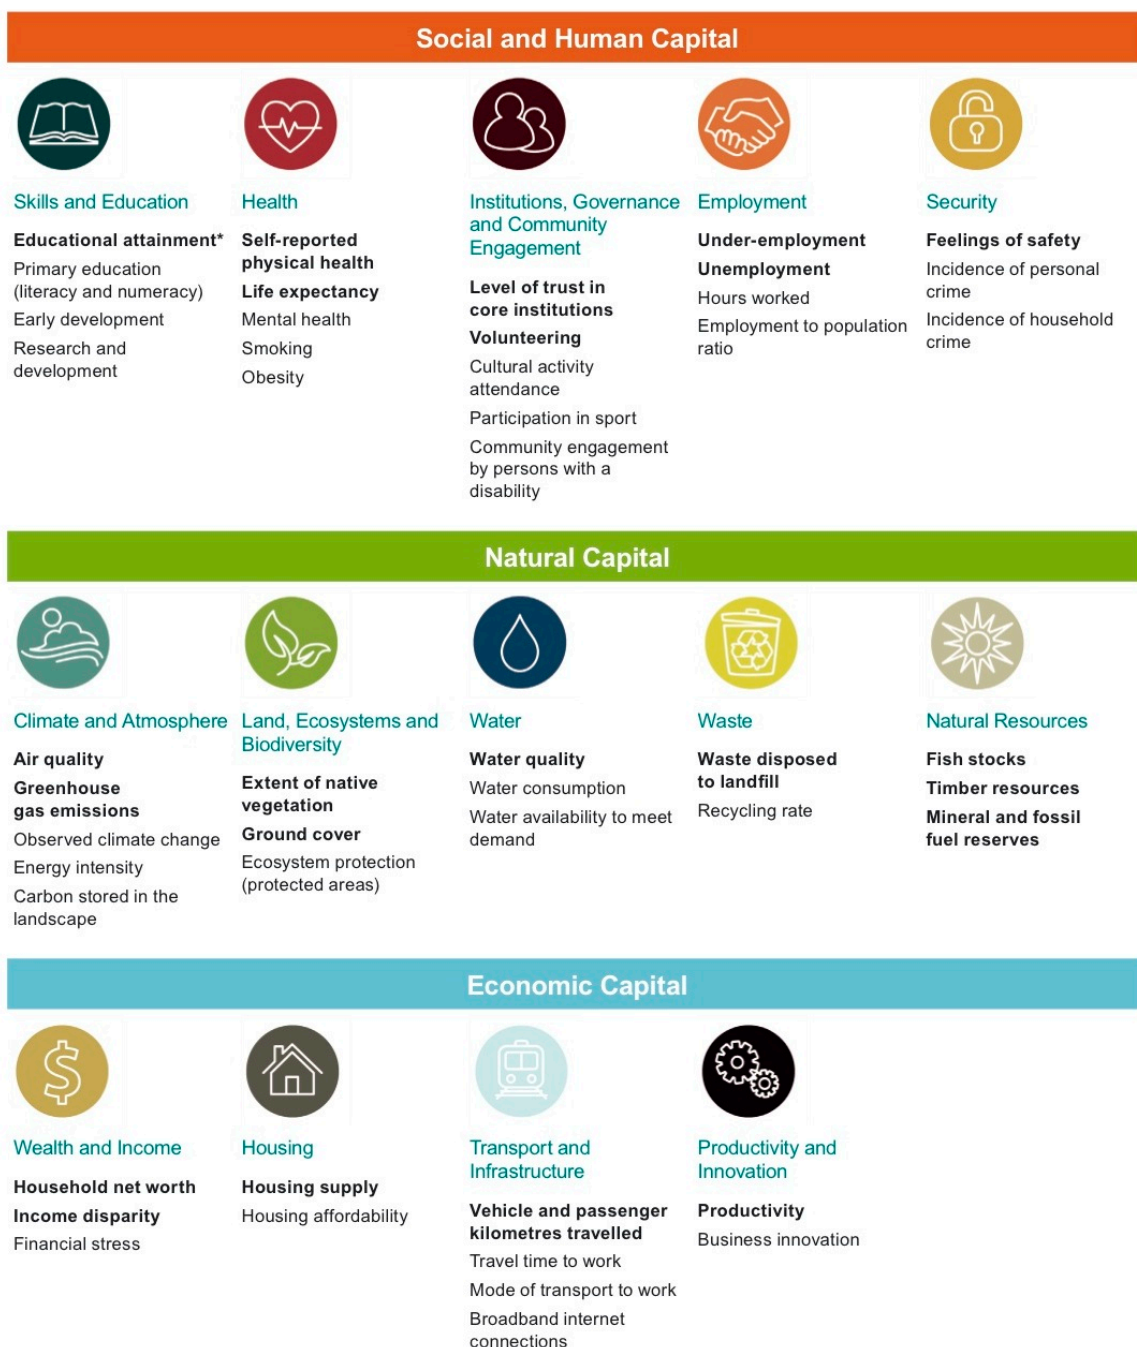 Social and Human Capital
Skills and Education
Educational attainment*
Primary education
(literacy and numeracy)
Early development
Research and
development
Health
Self-reported
physical health
Life expectancy
Mental health
Smoking
Obesity
Institutions, Governance
and Community
Engagement
Level of trust in
core institutions
Volunteering
Cultural activity
attendance
Participation in sport
Community engagement
by persons with a
disability
Employment
Under-employment
Unemployment
Hours worked
Employment to population
ratio
Security
Feelings of safety
Incidence of personal
crime
Incidence of household
crime
Natural Capital
Climate and Atmosphere
Air quality
Greenhouse
gas emissions
Observed climate change
Energy intensity
Carbon stored in the
landscape
Land, Ecosystems and
Biodiversity
Extent of native
vegetation
Ground cover
Ecosystem protection
(protected areas)
Water
Water quality
Water consumption
Water availability to meet
demand
Waste
Waste disposed
to landfill
Recycling rate
Natural Resources
Fish stocks
Timber resources
Mineral and fossil
fuel reserves
Economic Capital
$
Wealth and Income
Household net worth
Income disparity
Financial stress
Housing
Housing supply
Housing affordability
Transport and
Infrastructure
Vehicle and passenger
kilometres travelled
Travel time to work
Mode of transport to work
Broadband internet
connections
Productivity and
Innovation
Productivity
Business innovation